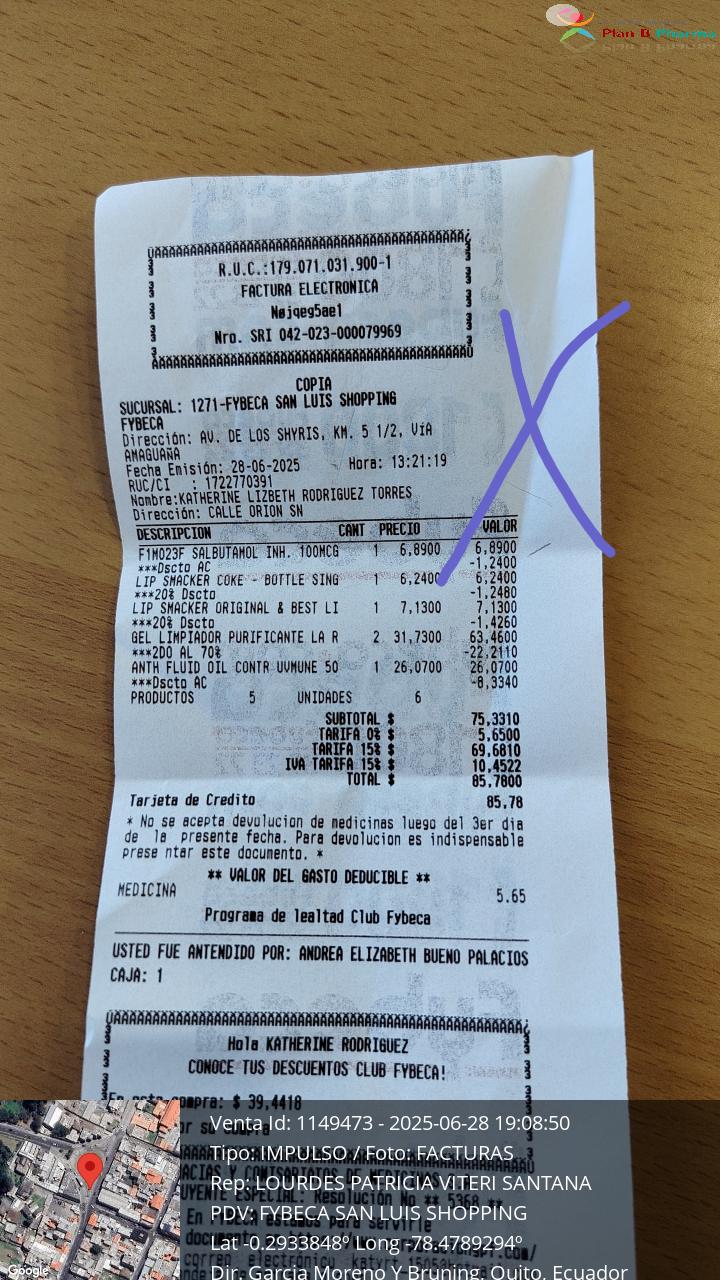 Plan B Pharma
R.U.C.:179.071.031.900-1
FACTURA ELECTRONICA
Nøjqeg5ae1
Nro. SRI 042-023-000079969
COPIA
SUCURSAL: 1271-FYBECA SAN LUIS SHOPPING
FYBECA
Dirección: AV. DE LOS SHYRIS, KM. 5 1/2, VíA
AMAGUAÑA
Fecha Emisión: 28-06-2025 Hora: 13:21:19
RUC/CI : 1722770391
Nombre:KATHERINE LIZBETH RODRIGUEZ TORRES
Dirección: CALLE ORION SN
DESCRIPCION CANT PRECIO VALOR
F1M023F SALBUTAMOL INH. 100MCG 1 6,8900 6,8900
***Dscto AC -1,2400
LIP SMACKER COKE - BOTTLE SING 1 6,2400 6,2400
***20% Dscto -1,2480
LIP SMACKER ORIGINAL & BEST LI 1 7,1300 7,1300
***20% Dscto -1,4260
GEL LIMPIADOR PURIFICANTE LA R 2 31,7300 63,4600
***2DO AL 70% -22,2110
ANTH FLUID OIL CONTR UVMUNE 50 1 26,0700 26,0700
***Dscto AC -8,3340
PRODUCTOS 5 UNIDADES 6
SUBTOTAL $ 75,3310
TARIFA 0% $ 5,6500
TARIFA 15% $ 69,6810
IVA TARIFA 15% $ 10,4522
TOTAL $ 85,7800
Tarjeta de Credito 85,78
* No se acepta devolucion de medicinas luego del 3er dia
de la presente fecha. Para devolucion es indispensable
prese ntar este documento. *
** VALOR DEL GASTO DEDUCIBLE **
MEDICINA 5.65
Programa de lealtad Club Fybeca
USTED FUE ANTENDIDO POR: ANDREA ELIZABETH BUENO PALACIOS
CAJA: 1
Hola KATHERINE RODRIGUEZ
CONOCE TUS DESCUENTOS CLUB FYBECA!
En esta compra: $ 39,4418
Venta Id: 1149473 - 2025-06-28 19:08:50
Tipo: IMPULSO / Foto: FACTURAS
Rep: LOURDES PATRICIA VITERI SANTANA
PDV: FYBECA SAN LUIS SHOPPING
Lat -0.2933848º Long -78.4789294º
Dir. Garcia Moreno Y Bruning, Quito, Ecuador
Google